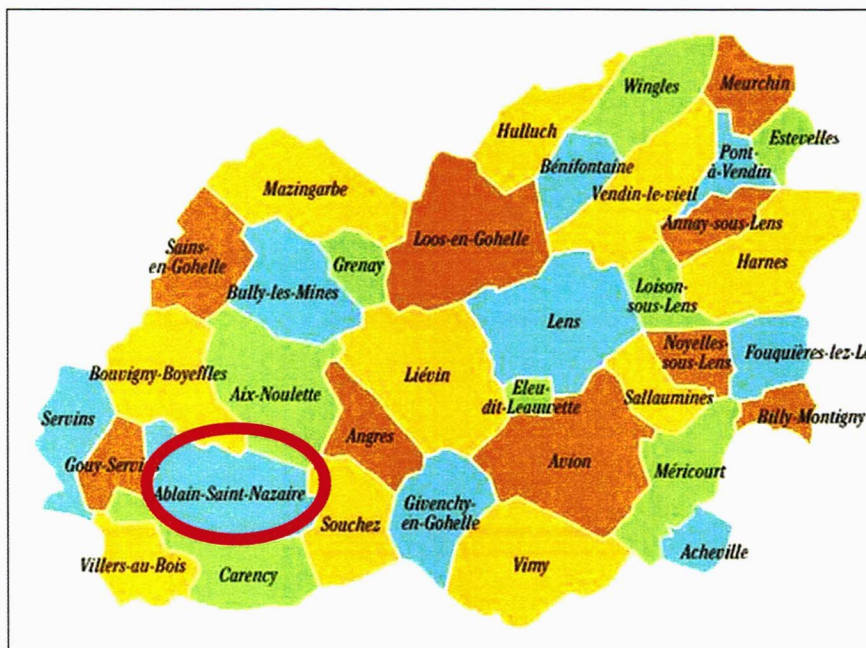 Wingles
Meurchin
Hulluch
Estevelles
Bénifontaine
Pont-
à-Vendin
Mazingarbe
Vendin-le-vieil
Annay-sous-Lens
Sains-
en-Gohelle
Loos-en-Gohelle
Grenay
Harnes
Bully-les-Mines
Loison-
sous-Lens
Lens
Noyelles-
sous-Lens
Fouquières-lez-L
Bouvigny-Boyeffles
Liévin
Aix-Noulette
Eleu-
dit-Leauwette
Sallaumines
Servins
Billy-Montigny
Angres
Gouy-Servins
Avion
Méricourt
Ablain-Saint-Nazaire
Givenchy-
en-Gohelle
Souchez
Acheville
Villers-au-Bois
Carency
Vimy